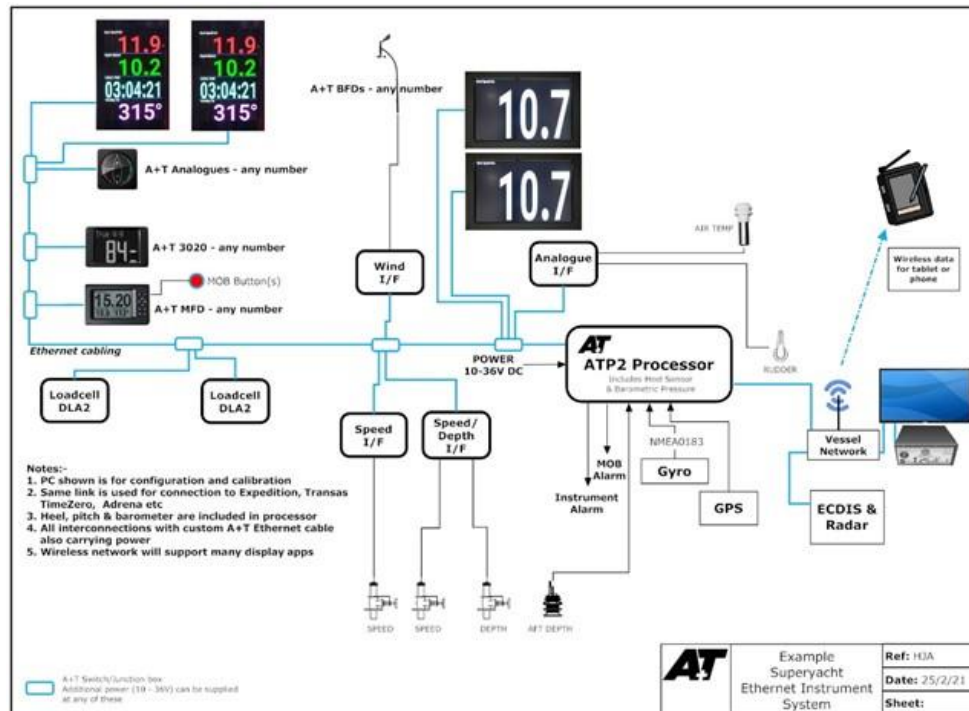 11.9
10.2
03:04:21
315°
11.9
10.2
03:04:21
315°
A+T BFDs - any number
10.7
10.7
A+T Analogues - any number
A+T 3020 - any number
84
MOB Button(s)
15.20
A+T MFD - any number
Wind
I/F
Analogue
I/F
AIR TEMP
Wireless data
for tablet or
phone
Ethernet cabling
POWER
10-36V DC
AT
ATP2 Processor
Includes Host Sensor
& Barometric Pressure
RUDDER
Loadcell
DLA2
Loadcell
DLA2
Speed
I/F
Speed/
Depth
I/F
NMEA0183
Gyro
MOB
Alarm
Instrument
Alarm
GPS
Vessel
Network
ECDIS &
Radar
Notes:-
1. PC shown is for configuration and calibration
2. Same link is used for connection to Expedition, Transas
TimeZero, Adrena etc
3. Heel, pitch & barometer are included in processor
4. All interconnections with custom A+T Ethernet cable
also carrying power
5. Wireless network will support many display apps
SPEED
SPEED
DEPTH
AFT DEPTH
A+T Switch/Junction box
Additional power (10 - 36V) can be supplied
at any of these
AT
Example
Superyacht
Ethernet Instrument
System
Ref: HJA
Date: 25/2/21
Sheet: